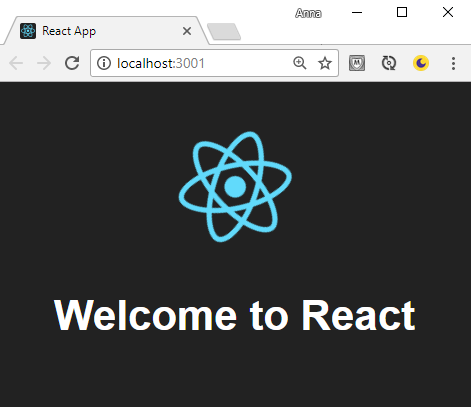 Anna
React App
localhost:3001
Welcome to React